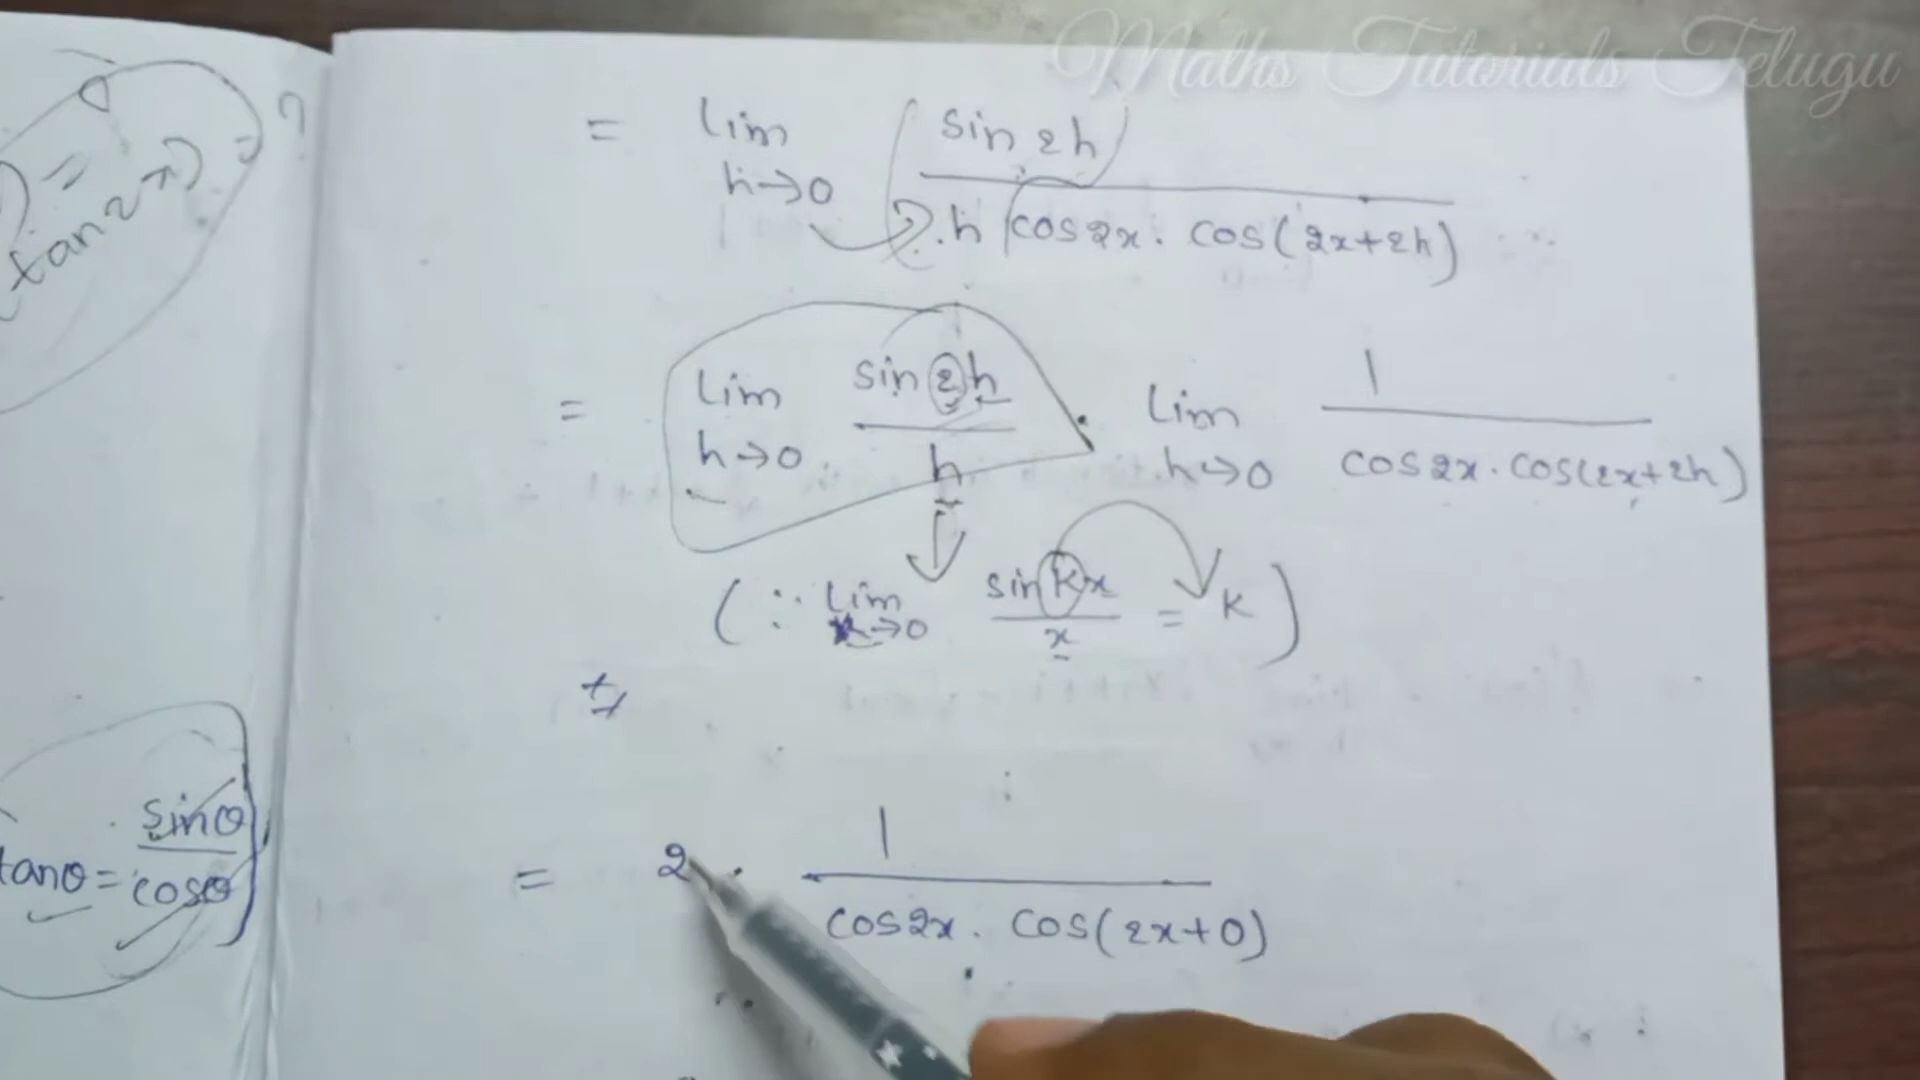 Maths Tutorials Telugu
= lim h→0 sin 2h / h cos2x. cos(2x+2h)
= lim h→0 sin 2h / h . lim h→0 1 / cos2x. cos(2x+2h)
(∵ lim x→0 sin kx / x = k)
= 2 . 1 / cos2x. cos(2x+0)
tan2x
tanθ = sinθ / cosθ